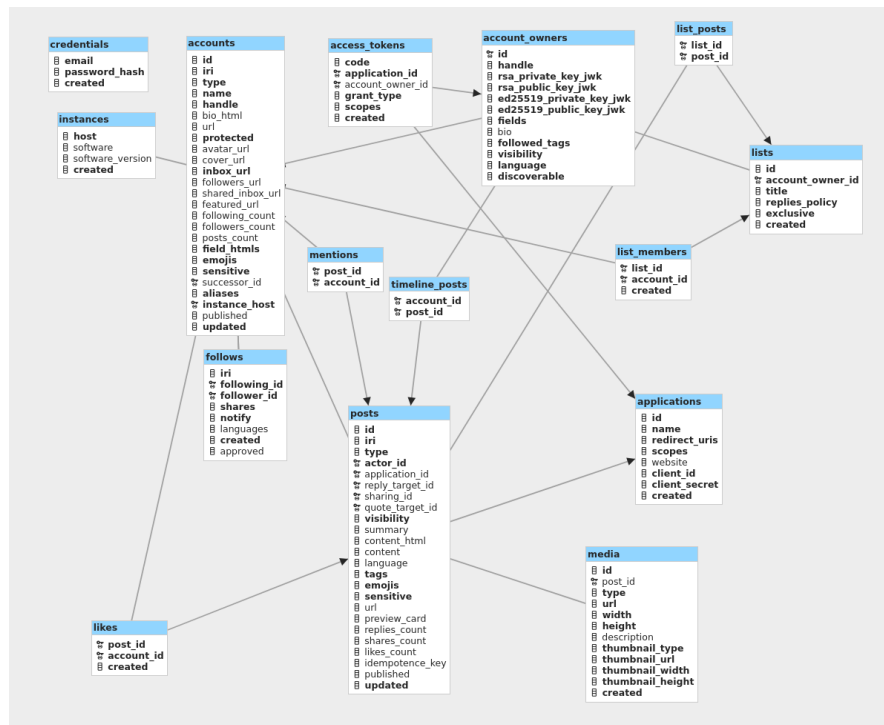 credentials
email
password_hash
created
accounts
id
iri
type
name
handle
bio_html
url
protected
avatar_url
cover_url
inbox_url
followers_url
shared_inbox_url
featured_url
following_count
followers_count
posts_count
field_htmls
emojis
sensitive
successor_id
aliases
instance_host
published
updated
access_tokens
code
application_id
account_owner_id
grant_type
scopes
created
account_owners
id
handle
rsa_private_key_jwk
rsa_public_key_jwk
ed25519_private_key_jwk
ed25519_public_key_jwk
fields
bio
followed_tags
visibility
language
discoverable
list_posts
list_id
post_id
instances
host
software
software_version
created
lists
id
account_owner_id
title
replies_policy
exclusive
created
mentions
post_id
account_id
timeline_posts
account_id
post_id
list_members
list_id
account_id
created
follows
iri
following_id
follower_id
shares
notify
languages
created
approved
posts
id
iri
type
actor_id
application_id
reply_target_id
sharing_id
quote_target_id
visibility
summary
content_html
content
language
tags
emojis
sensitive
url
preview_card
replies_count
shares_count
likes_count
idempotence_key
published
updated
applications
id
name
redirect_uris
scopes
website
client_id
client_secret
created
media
id
post_id
type
url
width
height
description
thumbnail_type
thumbnail_url
thumbnail_width
thumbnail_height
created
likes
post_id
account_id
created